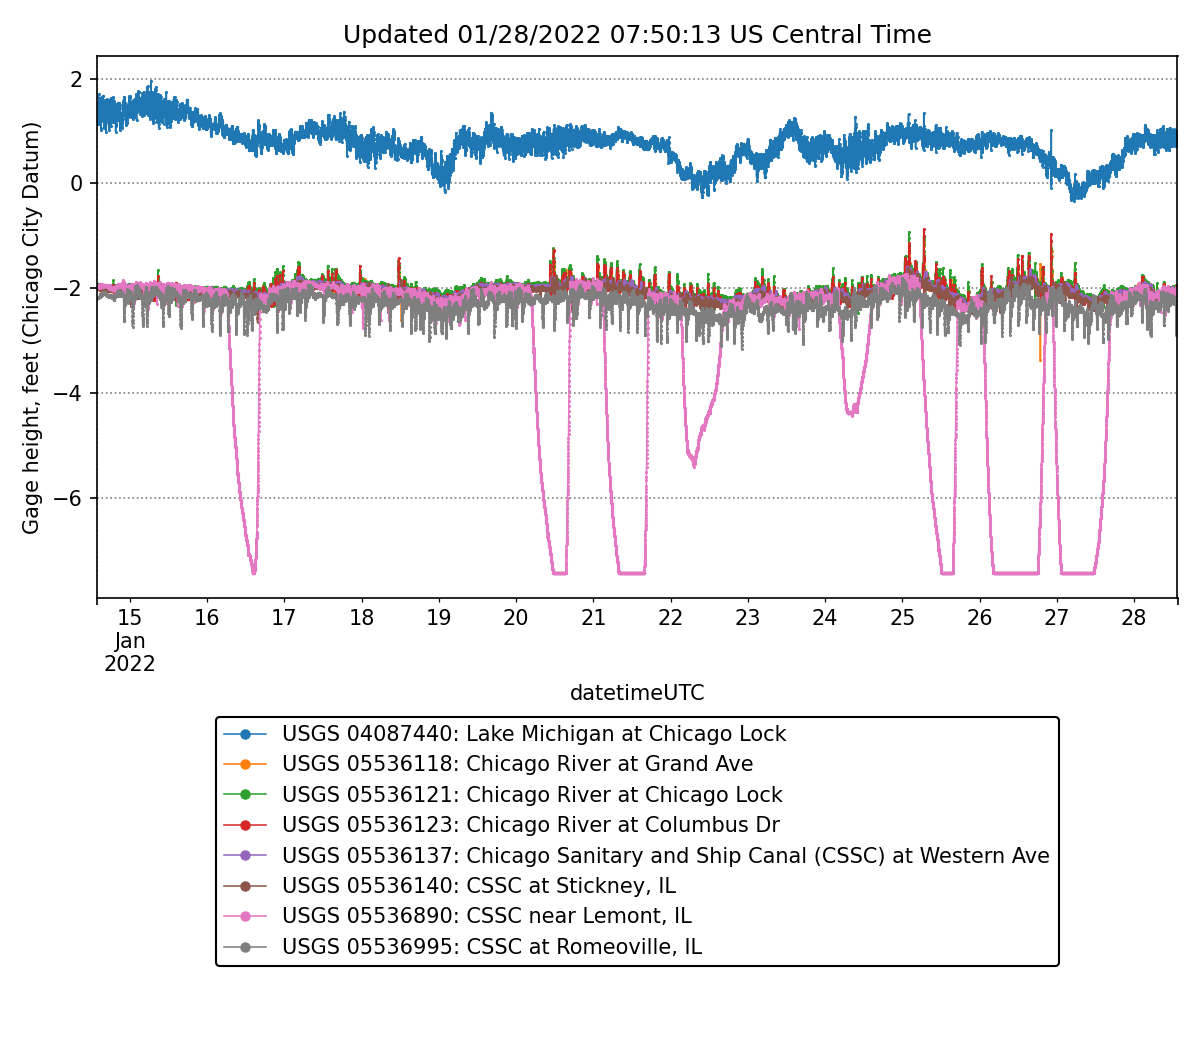 Updated 01/28/2022 07:50:13 US Central Time
Gage height, feet (Chicago City Datum)
2
0
−2
−4
−6
15 16 17 18 19 20 21 22 23 24 25 26 27 28
Jan
2022
datetimeUTC
USGS 04087440: Lake Michigan at Chicago Lock
USGS 05536118: Chicago River at Grand Ave
USGS 05536121: Chicago River at Chicago Lock
USGS 05536123: Chicago River at Columbus Dr
USGS 05536137: Chicago Sanitary and Ship Canal (CSSC) at Western Ave
USGS 05536140: CSSC at Stickney, IL
USGS 05536890: CSSC near Lemont, IL
USGS 05536995: CSSC at Romeoville, IL